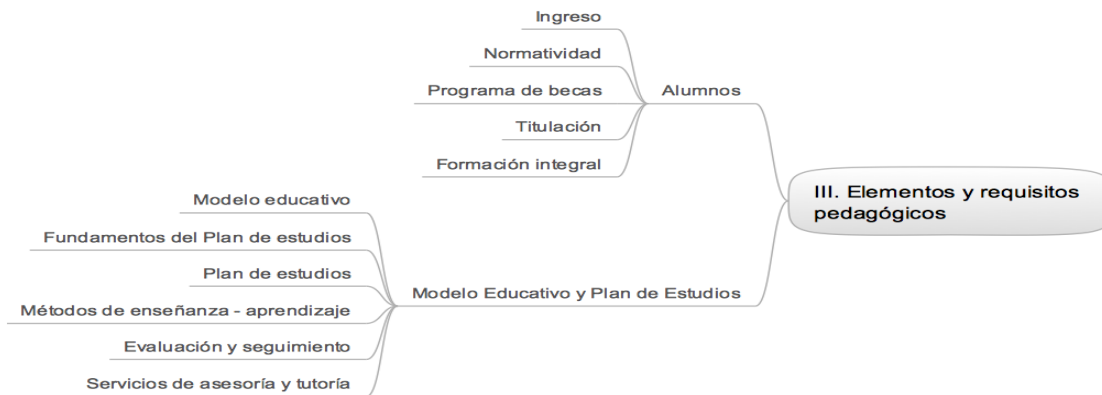 Ingreso
Normatividad
Programa de becas
Alumnos
Titulación
Formación integral
III. Elementos y requisitos
pedagógicos
Modelo educativo
Fundamentos del Plan de estudios
Plan de estudios
Modelo Educativo y Plan de Estudios
Métodos de enseñanza - aprendizaje
Evaluación y seguimiento
Servicios de asesoría y tutoría